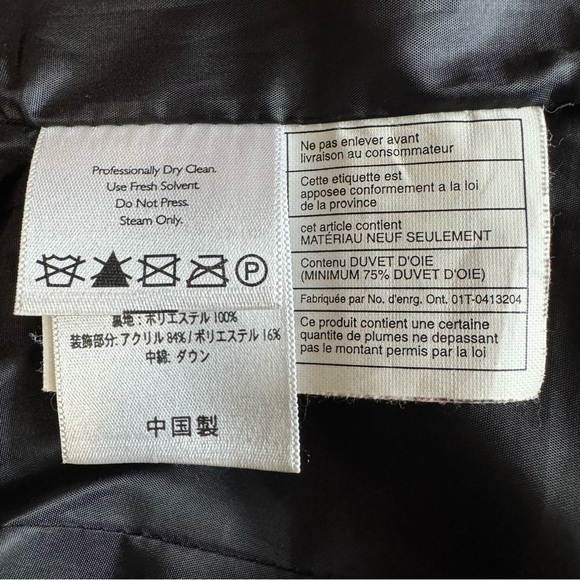 Professionally Dry Clean.
Use Fresh Solvent.
Do Not Press.
Steam Only.
P
裏地：ポリエステル 100%
装飾部分：アクリル 84% / ポリエステル 16%
中綿：ダウン
中国製
Ne pas enlever avant
livraison au consommateur
Cette etiquette est
apposee conformement a la loi
de la province
cet article contient
MATÉRIAU NEUF SEULEMENT
Contenu DUVET D'OIE
(MINIMUM 75% DUVET D'OIE)
Fabriquée par No. d'enrg. Ont. 01T-0413204
Ce produit contient une certaine
quantite de plumes ne depassant
pas le montant permis par la loi